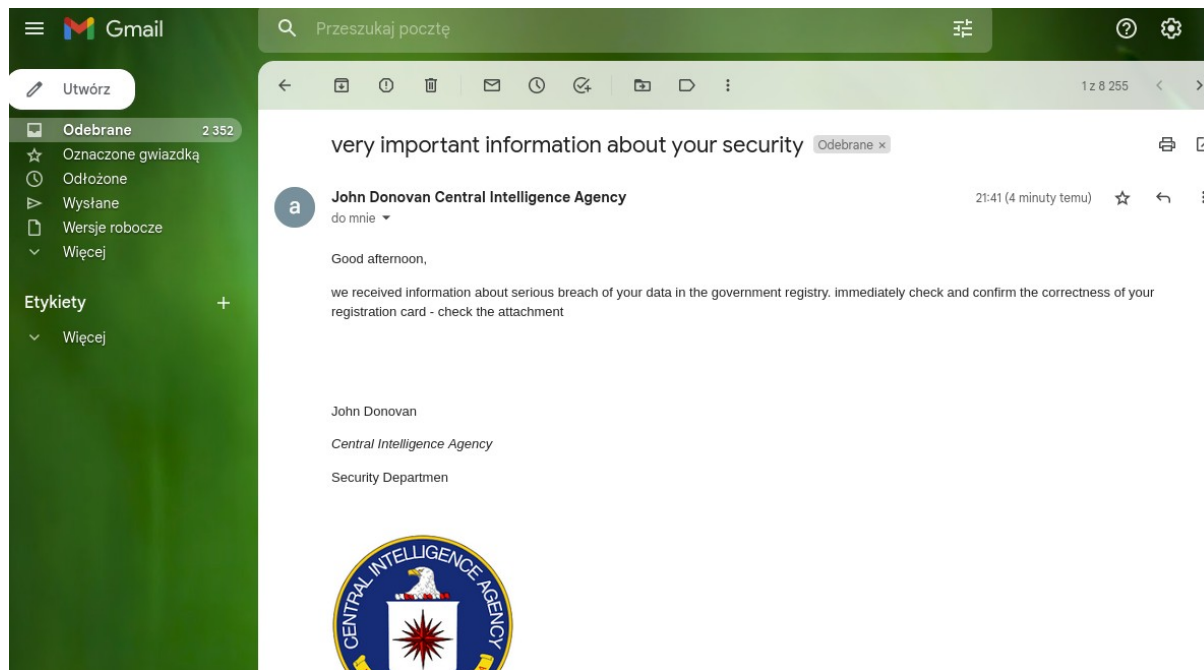 Gmail
Przeszukaj pocztę
Utwórz
1 z 8 255
Odebrane 2 352
Oznaczone gwiazdką
Odłożone
Wysłane
Wersje robocze
Więcej
Etykiety
Więcej
very important information about your security Odebrane ×
John Donovan Central Intelligence Agency 21:41 (4 minuty temu)
a
do mnie
Good afternoon,
we received information about serious breach of your data in the government registry. immediately check and confirm the correctness of your
registration card - check the attachment
John Donovan
Central Intelligence Agency
Security Departmen
CENTRAL INTELLIGENCE AGENCY